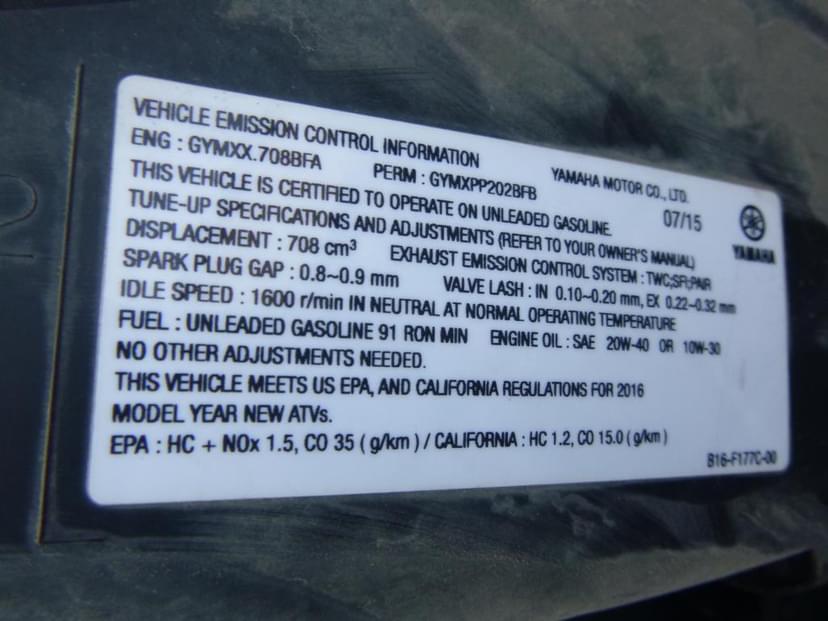 VEHICLE EMISSION CONTROL INFORMATION YAMAHA MOTOR CO., LTD.
ENG : GYMXX.708BFA PERM : GYMXPP202BFB 07/15
THIS VEHICLE IS CERTIFIED TO OPERATE ON UNLEADED GASOLINE.
TUNE-UP SPECIFICATIONS AND ADJUSTMENTS (REFER TO YOUR OWNER'S MANUAL)
DISPLACEMENT : 708 cm³ EXHAUST EMISSION CONTROL SYSTEM : TWC;SFI;PAIR
SPARK PLUG GAP : 0.8~0.9 mm VALVE LASH : IN 0.10~0.20 mm, EX 0.22~0.32 mm
IDLE SPEED : 1600 r/min IN NEUTRAL AT NORMAL OPERATING TEMPERATURE
FUEL : UNLEADED GASOLINE 91 RON MIN ENGINE OIL : SAE 20W-40 OR 10W-30
NO OTHER ADJUSTMENTS NEEDED.
THIS VEHICLE MEETS US EPA, AND CALIFORNIA REGULATIONS FOR 2016
MODEL YEAR NEW ATVs.
EPA : HC + NOx 1.5, CO 35 ( g/km ) / CALIFORNIA : HC 1.2, CO 15.0 ( g/km )
YAMAHA
B16-F177C-00